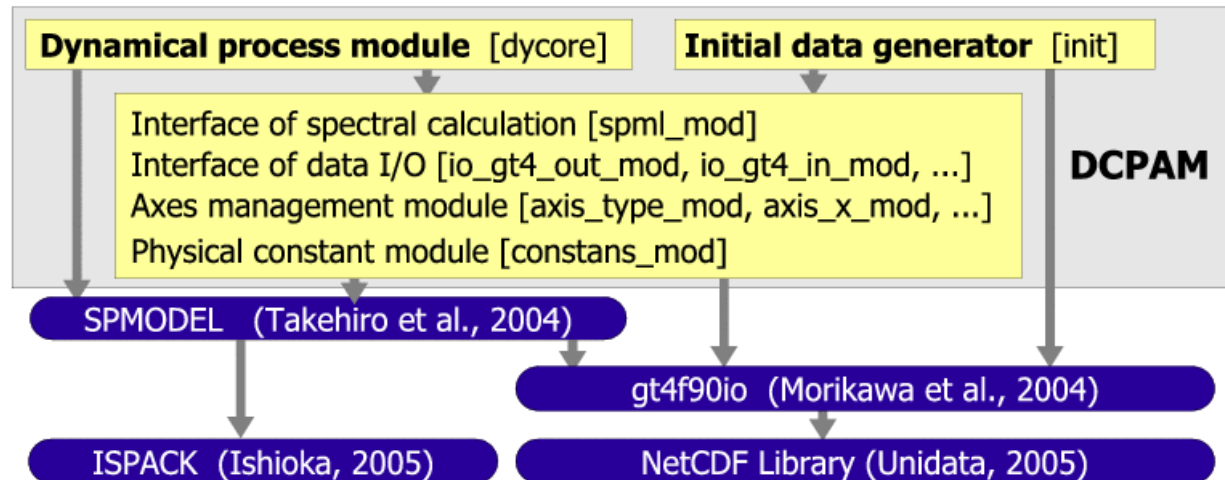 Dynamical process module [dycore]
Initial data generator [init]
Interface of spectral calculation [spml_mod]
Interface of data I/O [io_gt4_out_mod, io_gt4_in_mod, ...]
Axes management module [axis_type_mod, axis_x_mod, ...]
Physical constant module [constans_mod]
DCPAM
SPMODEL (Takehiro et al., 2004)
gt4f90io (Morikawa et al., 2004)
ISPACK (Ishioka, 2005)
NetCDF Library (Unidata, 2005)